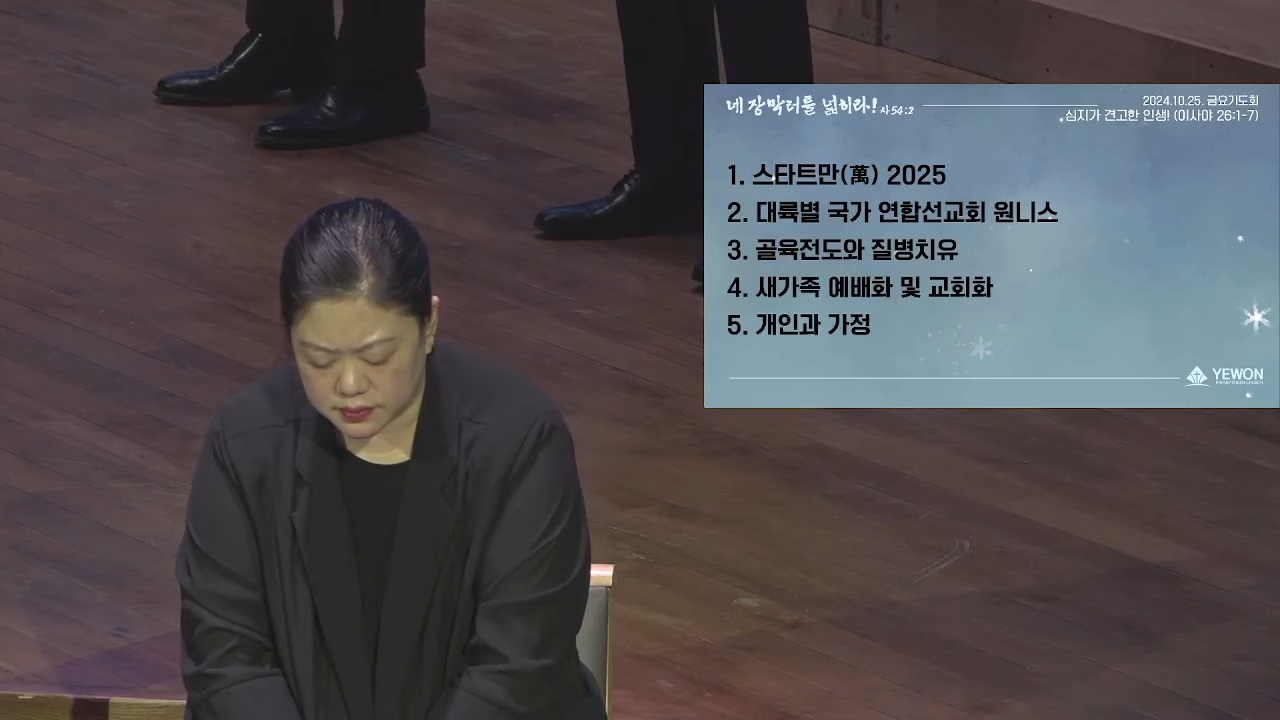 네 장막터를 넓히라! 사 54:2
2024.10.25. 금요기도회
심지가 견고한 인생! (이사야 26:1-7)
1. 스타트만(萬) 2025
2. 대륙별 국가 연합선교회 원니스
3. 골육전도와 질병치유
4. 새가족 예배화 및 교회화
5. 개인과 가정
YEWON
PRESBYTERIAN CHURCH